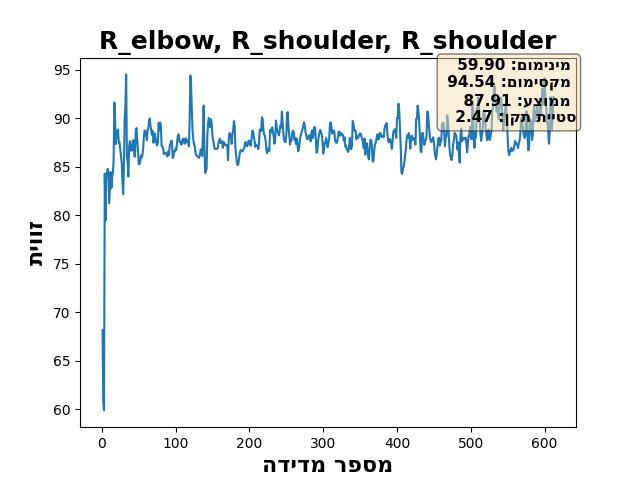 R_elbow, R_shoulder, R_shoulder
מינימום: 59.90
מקסימום: 94.54
ממוצע: 87.91
סטיית תקן: 2.47
95
90
85
80
75
70
65
60
זווית
0 100 200 300 400 500 600
מספר מדידה